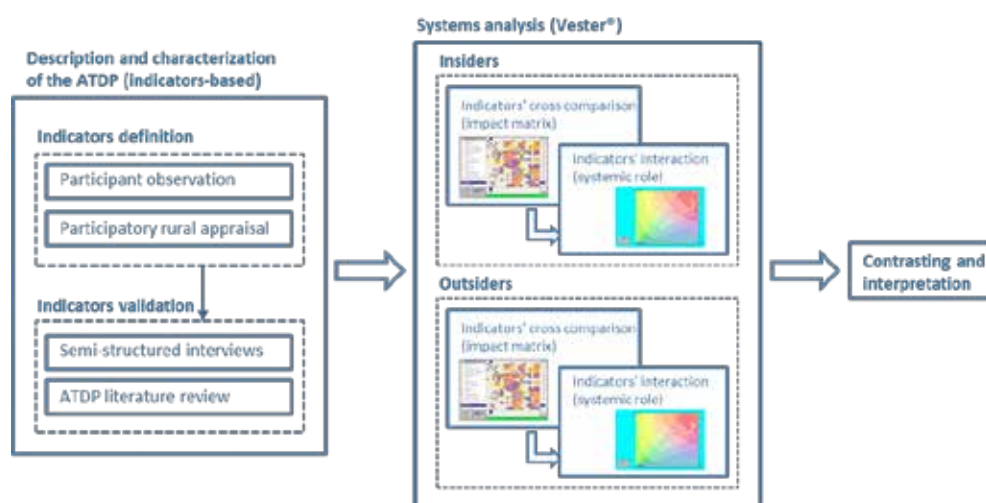 Description and characterization
of the ATDP (indicators-based)
Indicators definition
Participant observation
Participatory rural appraisal
Indicators validation
Semi-structured interviews
ATDP literature review
Systems analysis (Vester®)
Insiders
Indicators' cross comparison
(impact matrix)
Indicators' interaction
(systemic role)
Outsiders
Indicators' cross comparison
(impact matrix)
Indicators' interaction
(systemic role)
Contrasting and
interpretation